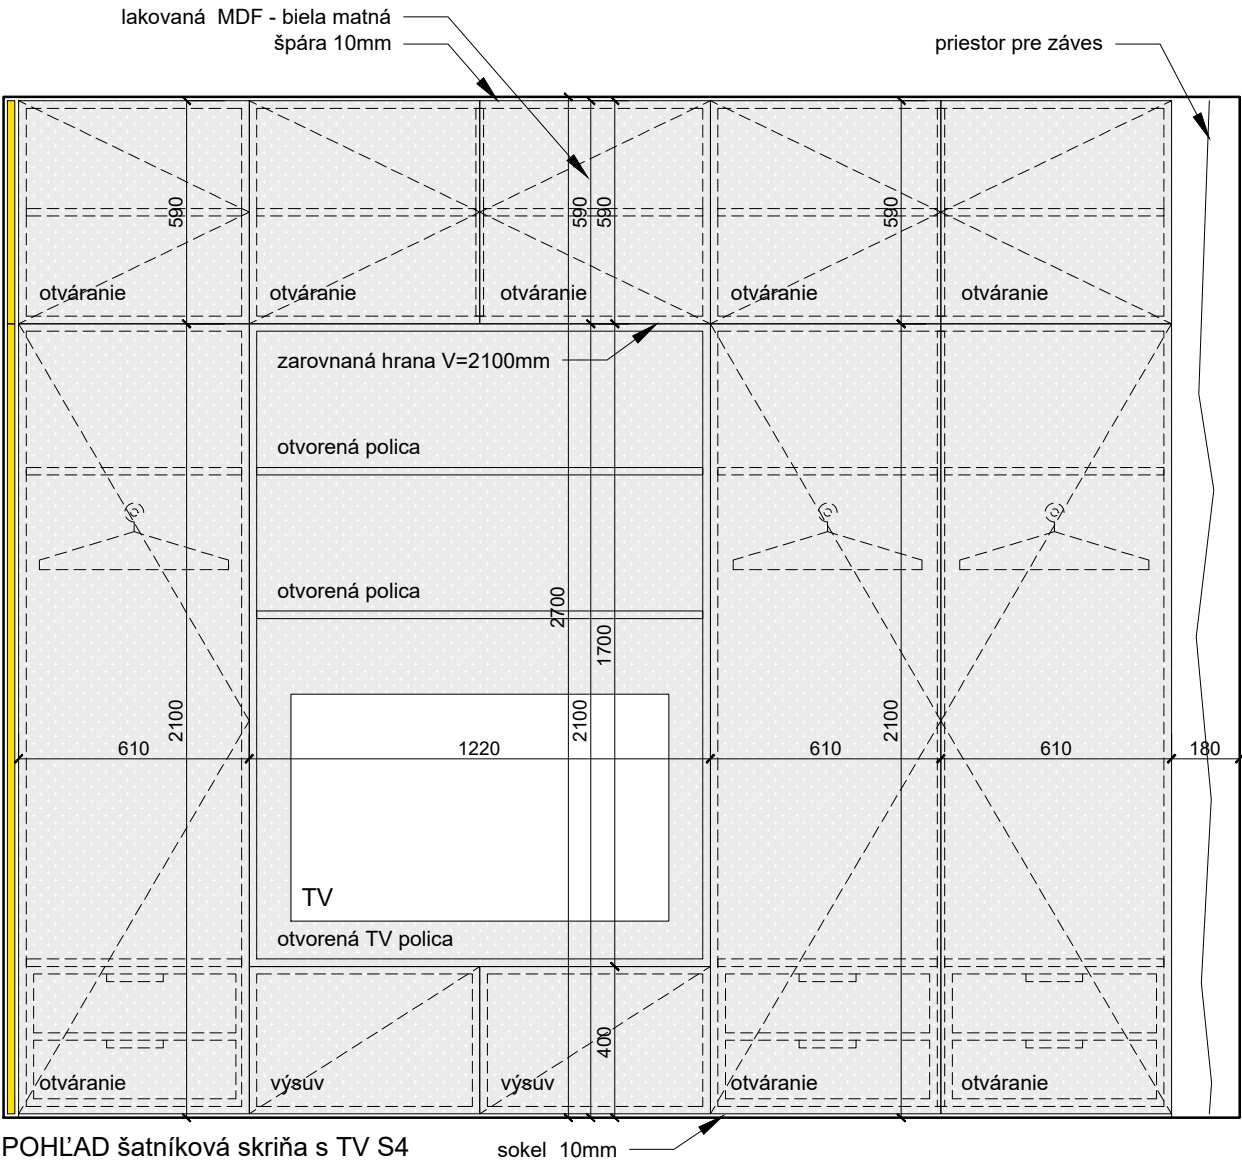 lakovaná  MDF - biela matná
špára 10mm
priestor pre záves
590
590
590
590
otváranie
otváranie
otváranie
otváranie
otváranie
zarovnaná hrana V=2100mm
otvorená polica
otvorená polica
2700
1700
2100
2100
2100
610
1220
610
610
180
TV
otvorená TV polica
400
otváranie
výsuv
výsuv
otváranie
otváranie
POHĽAD šatníková skriňa s TV S4
sokel  10mm